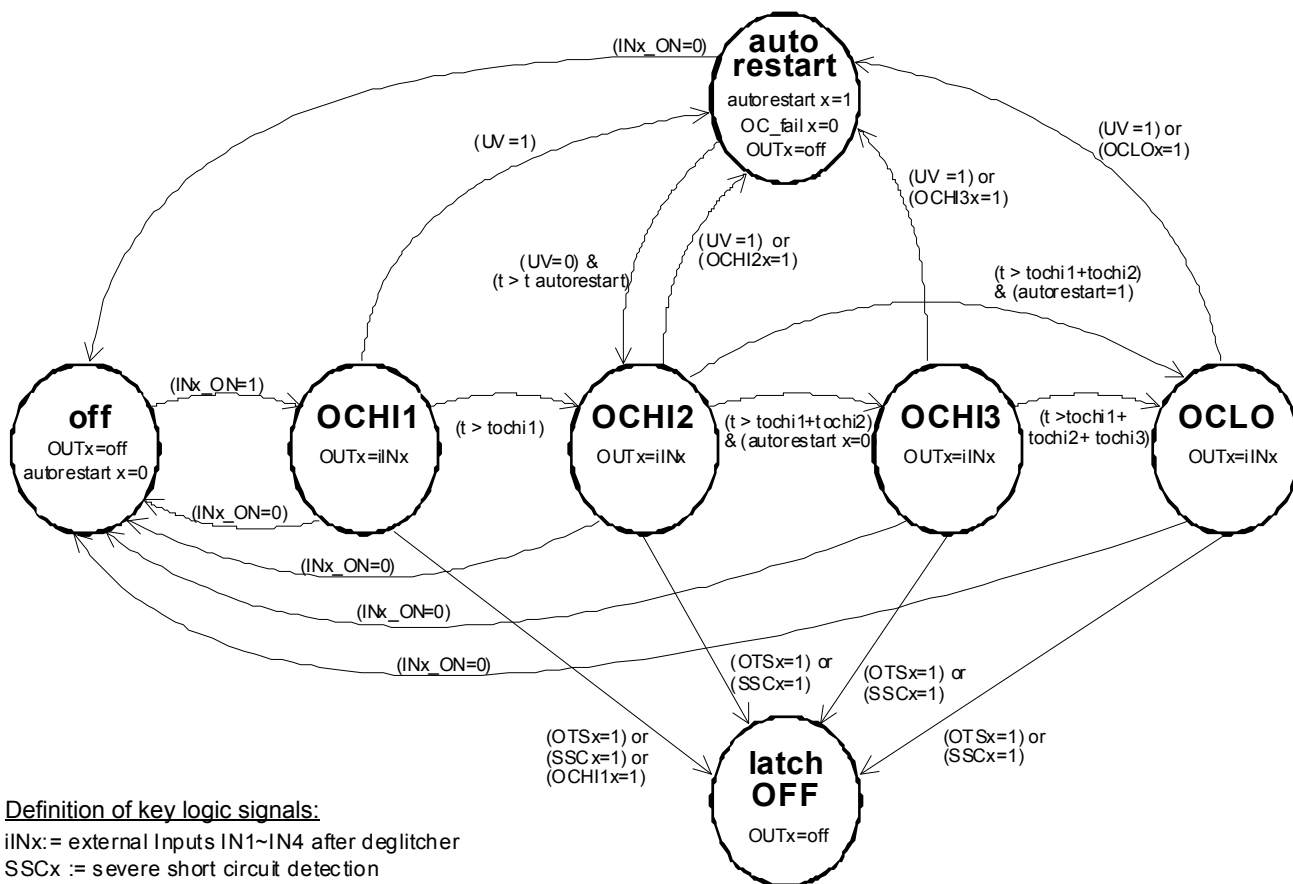 (INx_ON=0)
auto
restart
autorestart x=1
OC_fail x=0
OUTx=off
(UV =1)
(UV =1) or
(OCLOx=1)
(UV =1) or
(OCHI3x=1)
(UV =1) or
(OCHI2x=1)
(UV=0) &
(t > t autorestart)
(t > tochi1+tochi2)
& (autorestart=1)
off
OUTx=off
autorestart x=0
(INx_ON=1)
OCHI1
OUTx=iINx
(t > tochi1)
OCHI2
OUTx=iINx
(t > tochi1+tochi2)
& (autorestart x=0)
OCHI3
OUTx=iINx
(t >tochi1+
tochi2+ tochi3)
OCLO
OUTx=iINx
(INx_ON=0)
(INx_ON=0)
(INx_ON=0)
(INx_ON=0)
(OTSx=1) or
(SSCx=1) or
(OCHI1x=1)
(OTSx=1) or
(SSCx=1)
(OTSx=1) or
(SSCx=1)
(OTSx=1) or
(SSCx=1)
latch
OFF
OUTx=off
Definition of key logic signals:
iINx:= external Inputs IN1~IN4 after deglitcher
SSCx := severe short circuit detection